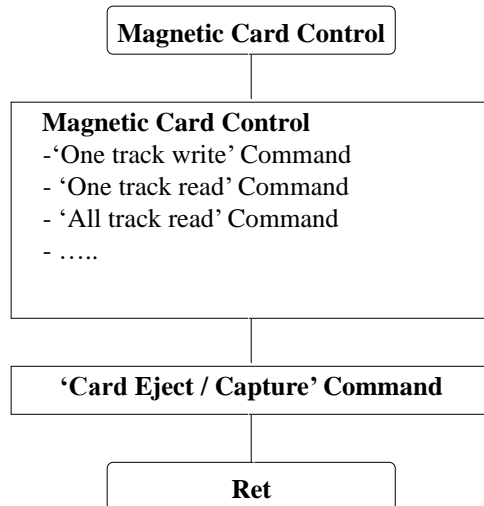 Magnetic Card Control
Magnetic Card Control
-‘One track write’ Command
- ‘One track read’ Command
- ‘All track read’ Command
- …..
‘Card Eject / Capture’ Command
Ret